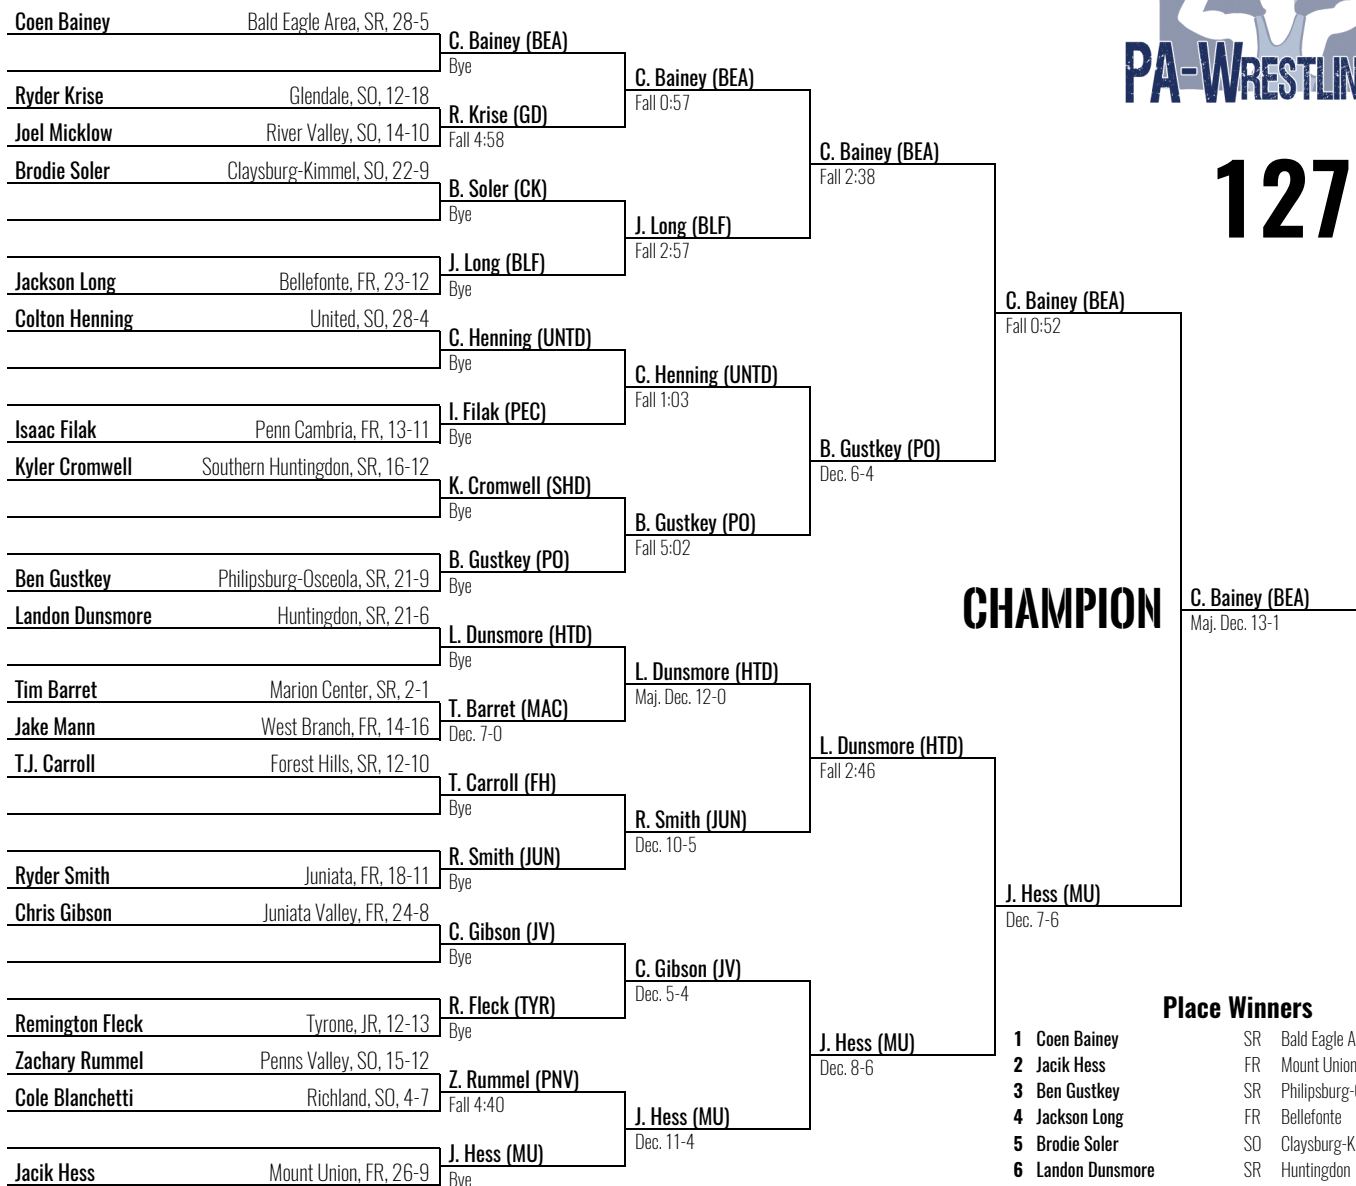 Coen Bainey Bald Eagle Area, SR, 28-5
Ryder Krise Glendale, SO, 12-18
Joel Micklow River Valley, SO, 14-10
Brodie Soler Claysburg-Kimmel, SO, 22-9
Jackson Long Bellefonte, FR, 23-12
Colton Henning United, SO, 28-4
Isaac Filak Penn Cambria, FR, 13-11
Kyler Cromwell Southern Huntingdon, SR, 16-12
Ben Gustkey Philipsburg-Osceola, SR, 21-9
Landon Dunsmore Huntingdon, SR, 21-6
Tim Barret Marion Center, SR, 2-1
Jake Mann West Branch, FR, 14-16
T.J. Carroll Forest Hills, SR, 12-10
Ryder Smith Juniata, FR, 18-11
Chris Gibson Juniata Valley, FR, 24-8
Remington Fleck Tyrone, JR, 12-13
Zachary Rummel Penns Valley, SO, 15-12
Cole Blanchetti Richland, SO, 4-7
Jacik Hess Mount Union, FR, 26-9
C. Bainey (BEA)
Bye
R. Krise (GD)
Fall 4:58
B. Soler (CK)
Bye
J. Long (BLF)
Bye
C. Henning (UNTD)
Bye
I. Filak (PEC)
Bye
K. Cromwell (SHD)
Bye
B. Gustkey (PO)
Bye
L. Dunsmore (HTD)
Bye
T. Barret (MAC)
Dec. 7-0
T. Carroll (FH)
Bye
R. Smith (JUN)
Bye
C. Gibson (JV)
Bye
R. Fleck (TYR)
Bye
Z. Rummel (PNV)
Fall 4:40
J. Hess (MU)
Bye
C. Bainey (BEA)
Fall 0:57
J. Long (BLF)
Fall 2:57
C. Henning (UNTD)
Fall 1:03
B. Gustkey (PO)
Fall 5:02
L. Dunsmore (HTD)
Maj. Dec. 12-0
R. Smith (JUN)
Dec. 10-5
C. Gibson (JV)
Dec. 5-4
J. Hess (MU)
Dec. 11-4
C. Bainey (BEA)
Fall 2:38
B. Gustkey (PO)
Dec. 6-4
L. Dunsmore (HTD)
Fall 2:46
J. Hess (MU)
Dec. 8-6
C. Bainey (BEA)
Fall 0:52
J. Hess (MU)
Dec. 7-6
PA-WRESTLIN
127
CHAMPION
C. Bainey (BEA)
Maj. Dec. 13-1
Place Winners
1 Coen Bainey SR Bald Eagle A
2 Jacik Hess FR Mount Union
3 Ben Gustkey SR Philipsburg-
4 Jackson Long FR Bellefonte
5 Brodie Soler SO Claysburg-K
6 Landon Dunsmore SR Huntingdon